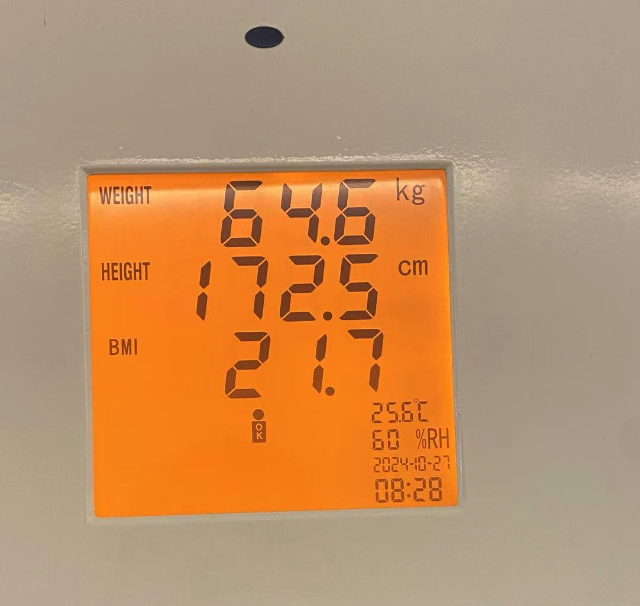 WEIGHT 64.6 kg
HEIGHT 172.5 cm
BMI 21.7
OK
25.6℃
60 %RH
2024-10-27
08:28